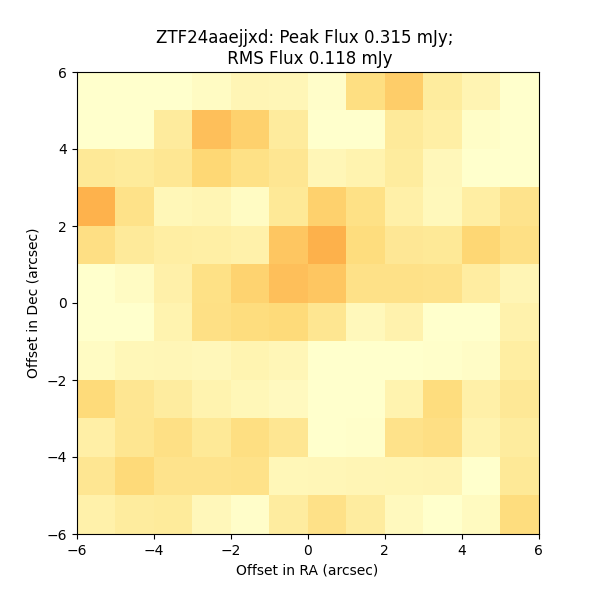 ZTF24aaejjxd: Peak Flux 0.315 mJy;
RMS Flux 0.118 mJy
6
4
2
0
−2
−4
−6
Offset in Dec (arcsec)
−6 −4 −2 0 2 4 6
Offset in RA (arcsec)